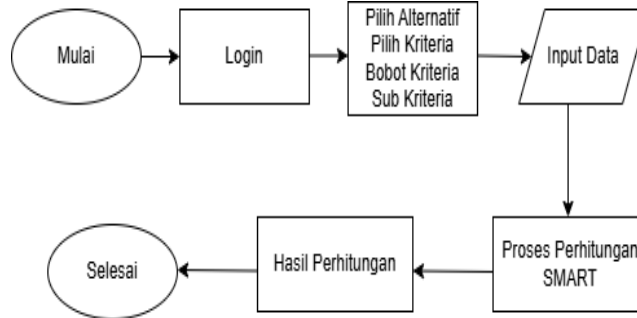 Mulai
Login
Pilih Alternatif
Pilih Kriteria
Bobot Kriteria
Sub Kriteria
Input Data
Proses Perhitungan
SMART
Hasil Perhitungan
Selesai